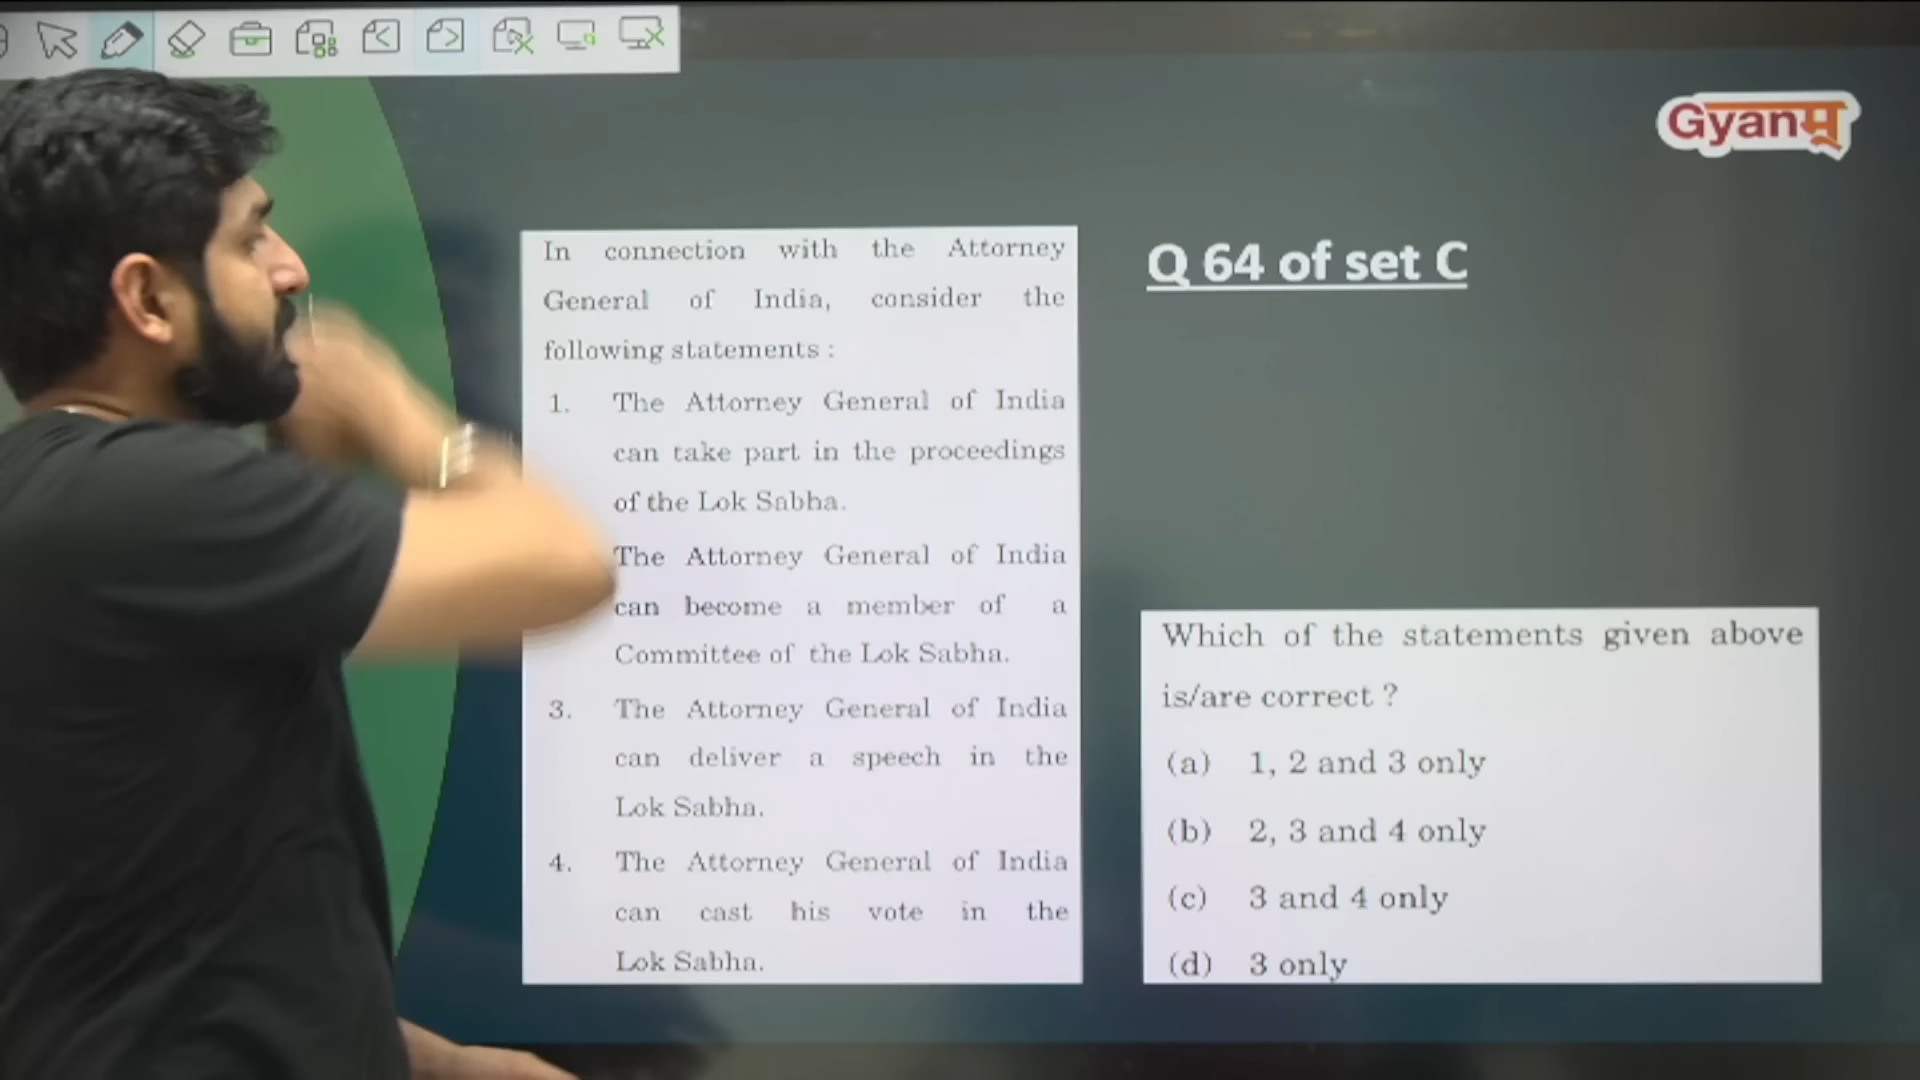 Gyanम्
In connection with the Attorney
General of India, consider the
following statements :
1. The Attorney General of India
can take part in the proceedings
of the Lok Sabha.
The Attorney General of India
can become a member of a
Committee of the Lok Sabha.
3. The Attorney General of India
can deliver a speech in the
Lok Sabha.
4. The Attorney General of India
can cast his vote in the
Lok Sabha.
Q 64 of set C
Which of the statements given above
is/are correct ?
(a) 1, 2 and 3 only
(b) 2, 3 and 4 only
(c) 3 and 4 only
(d) 3 only